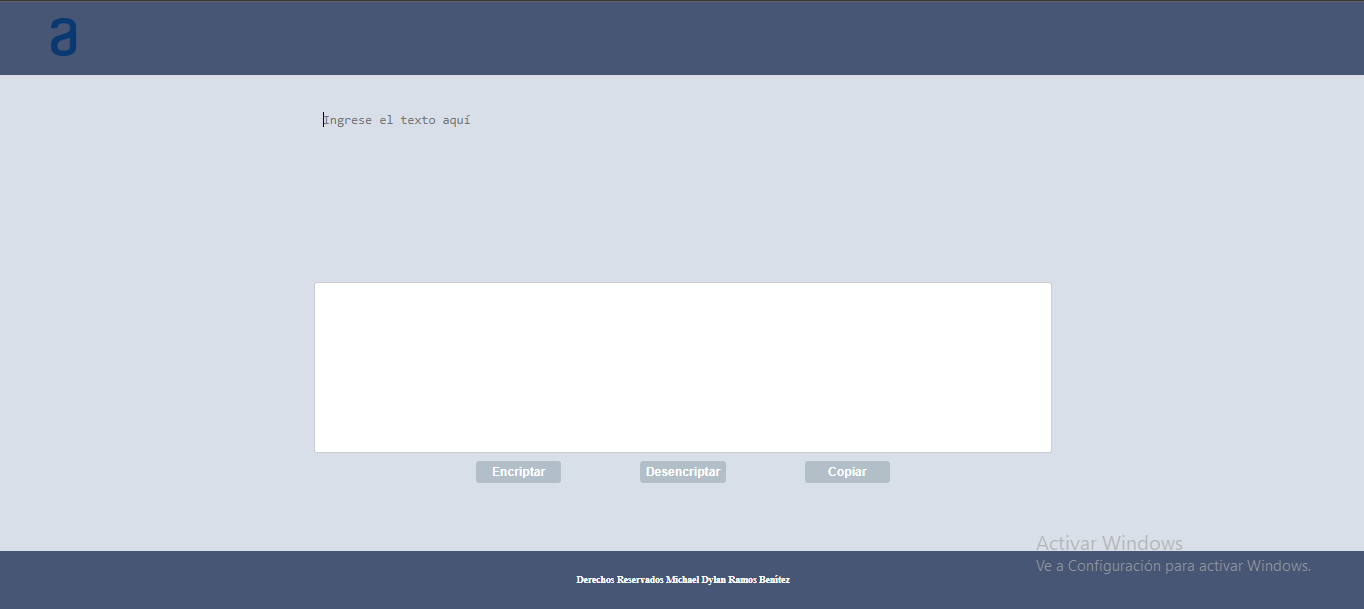 a
Ingrese el texto aquí
Encriptar Desencriptar Copiar
Activar Windows
Ve a Configuración para activar Windows.
Derechos Reservados Michael Dylan Ramos Benítez